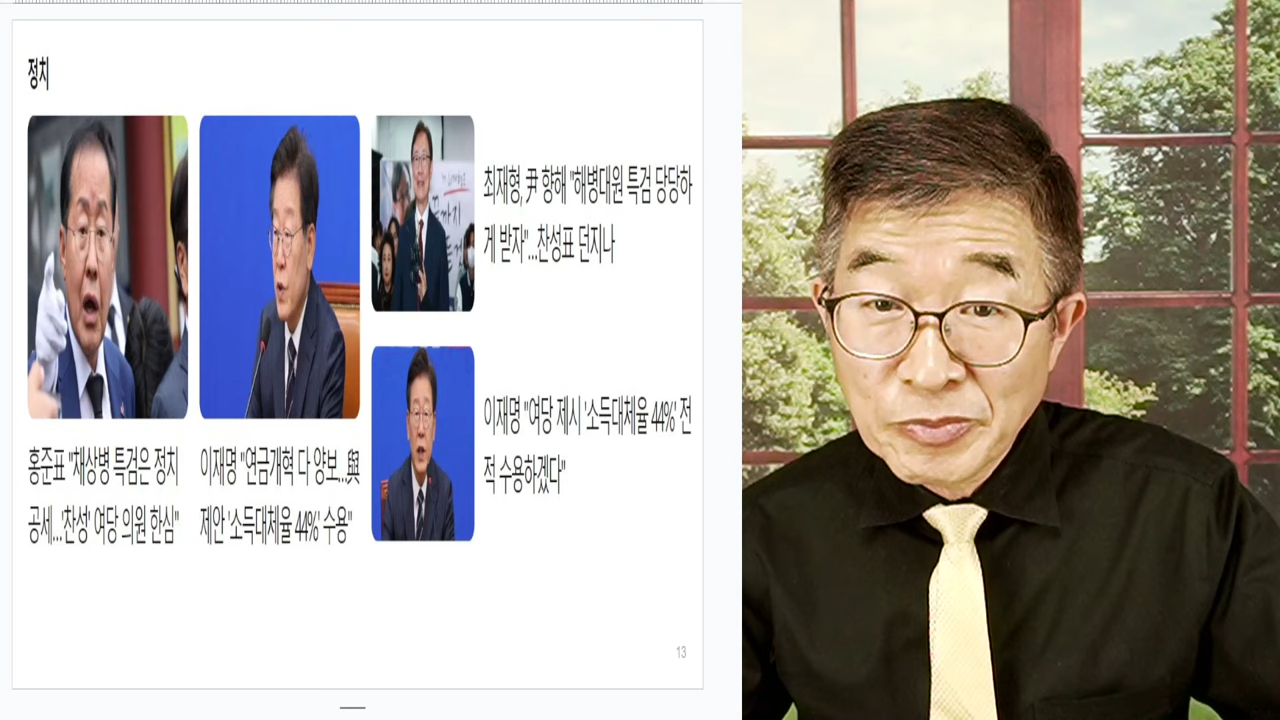 정치
홍준표 "채상병 특검은 정치
공세...'찬성' 여당 의원 한심"
이재명 "연금개혁 다 양보..與
제안 '소득대체율 44%' 수용"
최재형, 尹 향해 "해병대원 특검 당당하
게 받자"...찬성표 던지나
이재명 "여당 제시 '소득대체율 44%' 전
적 수용하겠다"
13